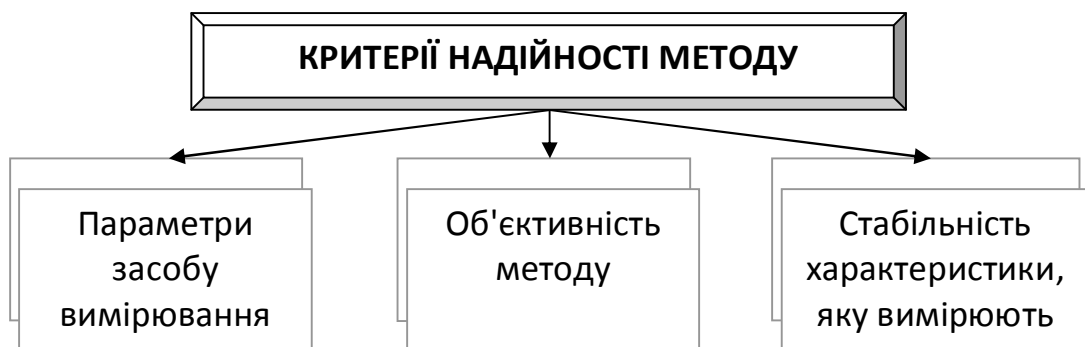 КРИТЕРІЇ НАДІЙНОСТІ МЕТОДУ
Параметри
засобу
вимірювання
Об'єктивність
методу
Стабільність
характеристики,
яку вимірюють